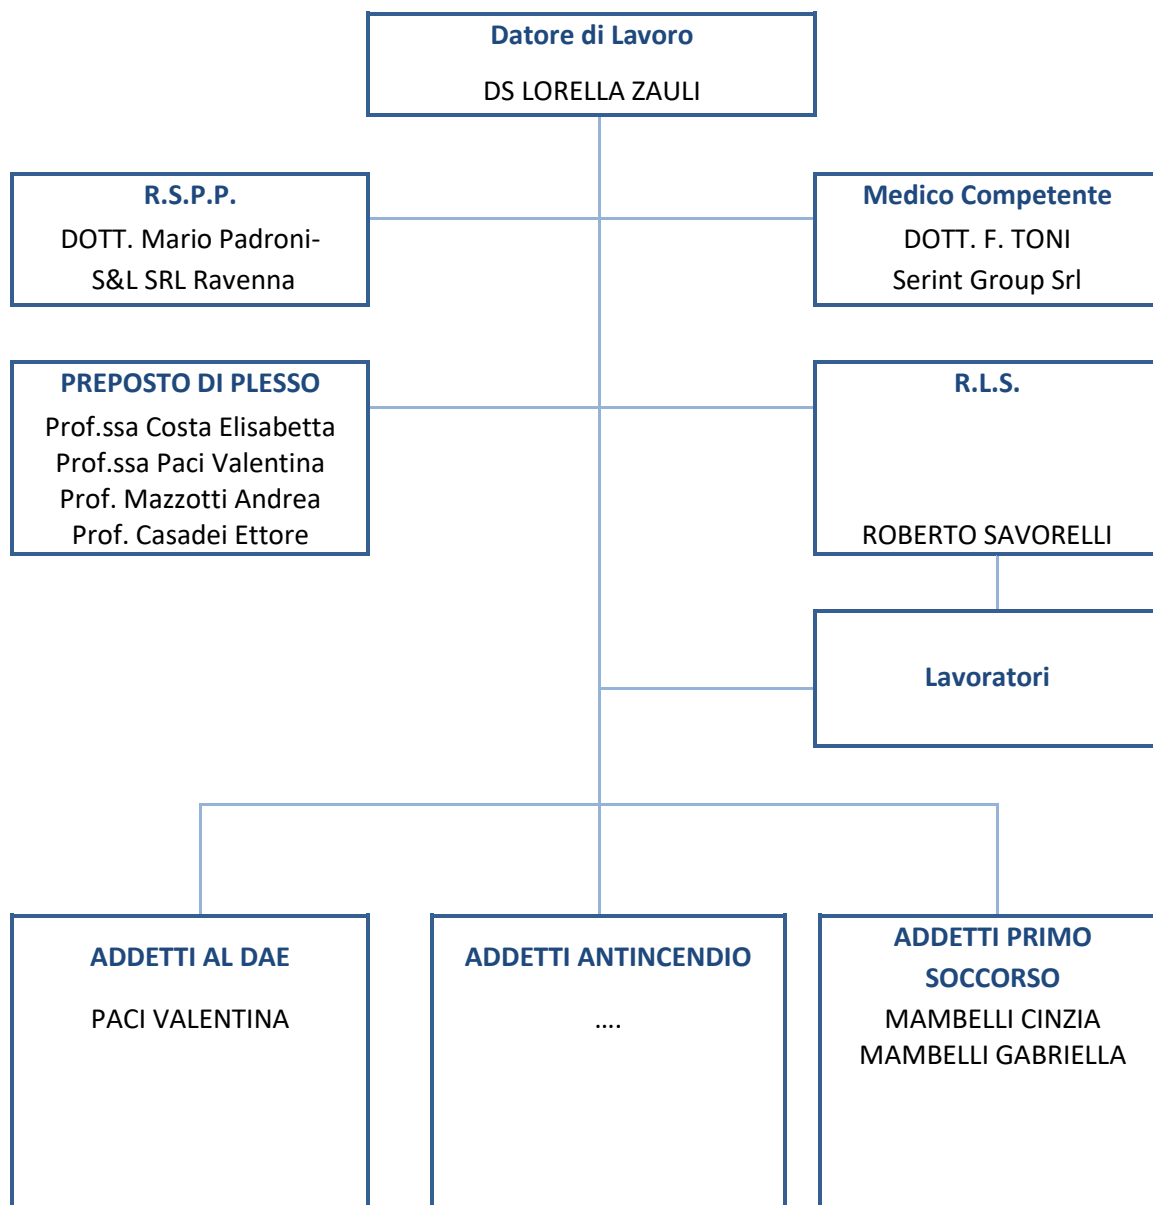 Datore di Lavoro
DS LORELLA ZAULI
R.S.P.P.
DOTT. Mario Padroni-
S&L SRL Ravenna
Medico Competente
DOTT. F. TONI
Serint Group Srl
PREPOSTO DI PLESSO
Prof.ssa Costa Elisabetta
Prof.ssa Paci Valentina
Prof. Mazzotti Andrea
Prof. Casadei Ettore
R.L.S.
ROBERTO SAVORELLI
Lavoratori
ADDETTI AL DAE
PACI VALENTINA
ADDETTI ANTINCENDIO
....
ADDETTI PRIMO
SOCCORSO
MAMBELLI CINZIA
MAMBELLI GABRIELLA